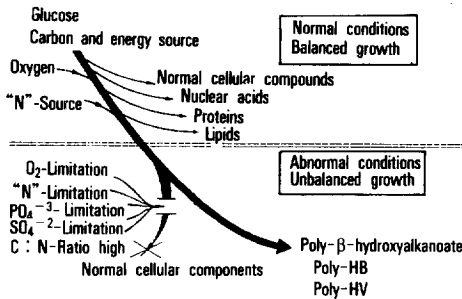 Glucose
Carbon and energy source
Oxygen
"N"-Source
Normal cellular compounds
Nuclear acids
Proteins
Lipids
Normal conditions
Balanced growth
Abnormal conditions
Unbalanced growth
O2-Limitation
"N"-Limitation
PO4-3-Limitation
SO4-2-Limitation
C : N-Ratio high
Normal cellular components
Poly-β-hydroxyalkanoate
Poly-HB
Poly-HV